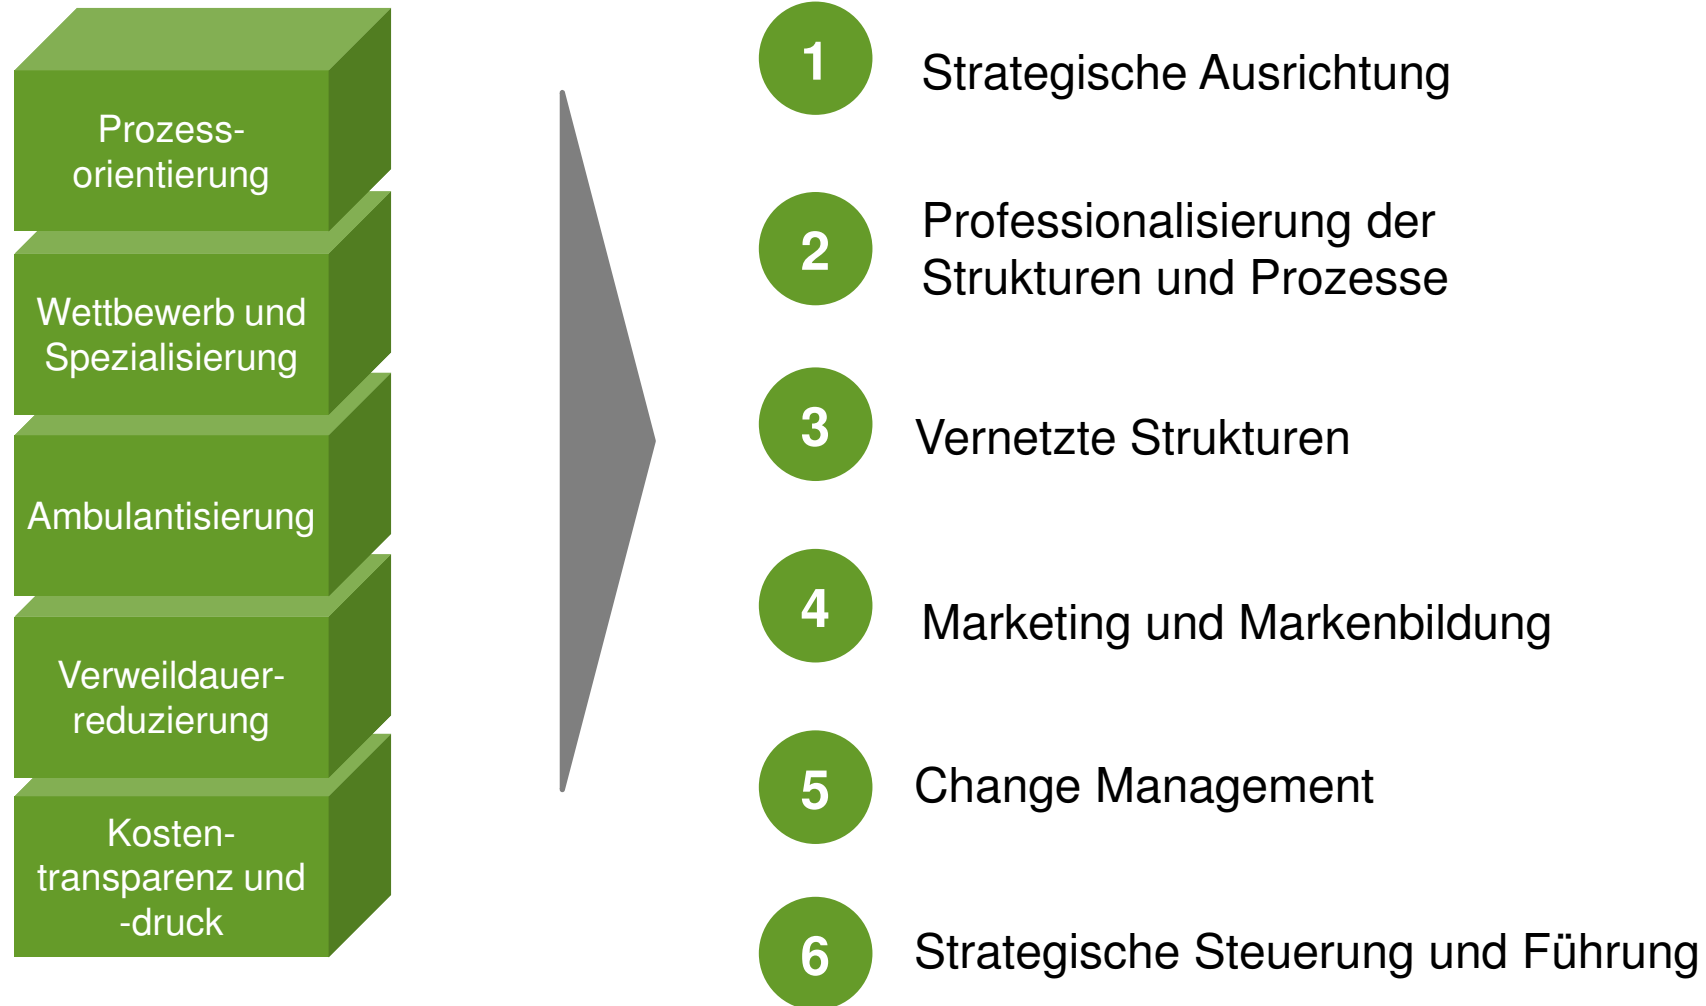 Prozess-
orientierung
Wettbewerb und
Spezialisierung
Ambulantisierung
Verweildauer-
reduzierung
Kosten-
transparenz und
-druck
1
Strategische Ausrichtung
2
Professionalisierung der
Strukturen und Prozesse
3
Vernetzte Strukturen
4
Marketing und Markenbildung
5
Change Management
6
Strategische Steuerung und Führung